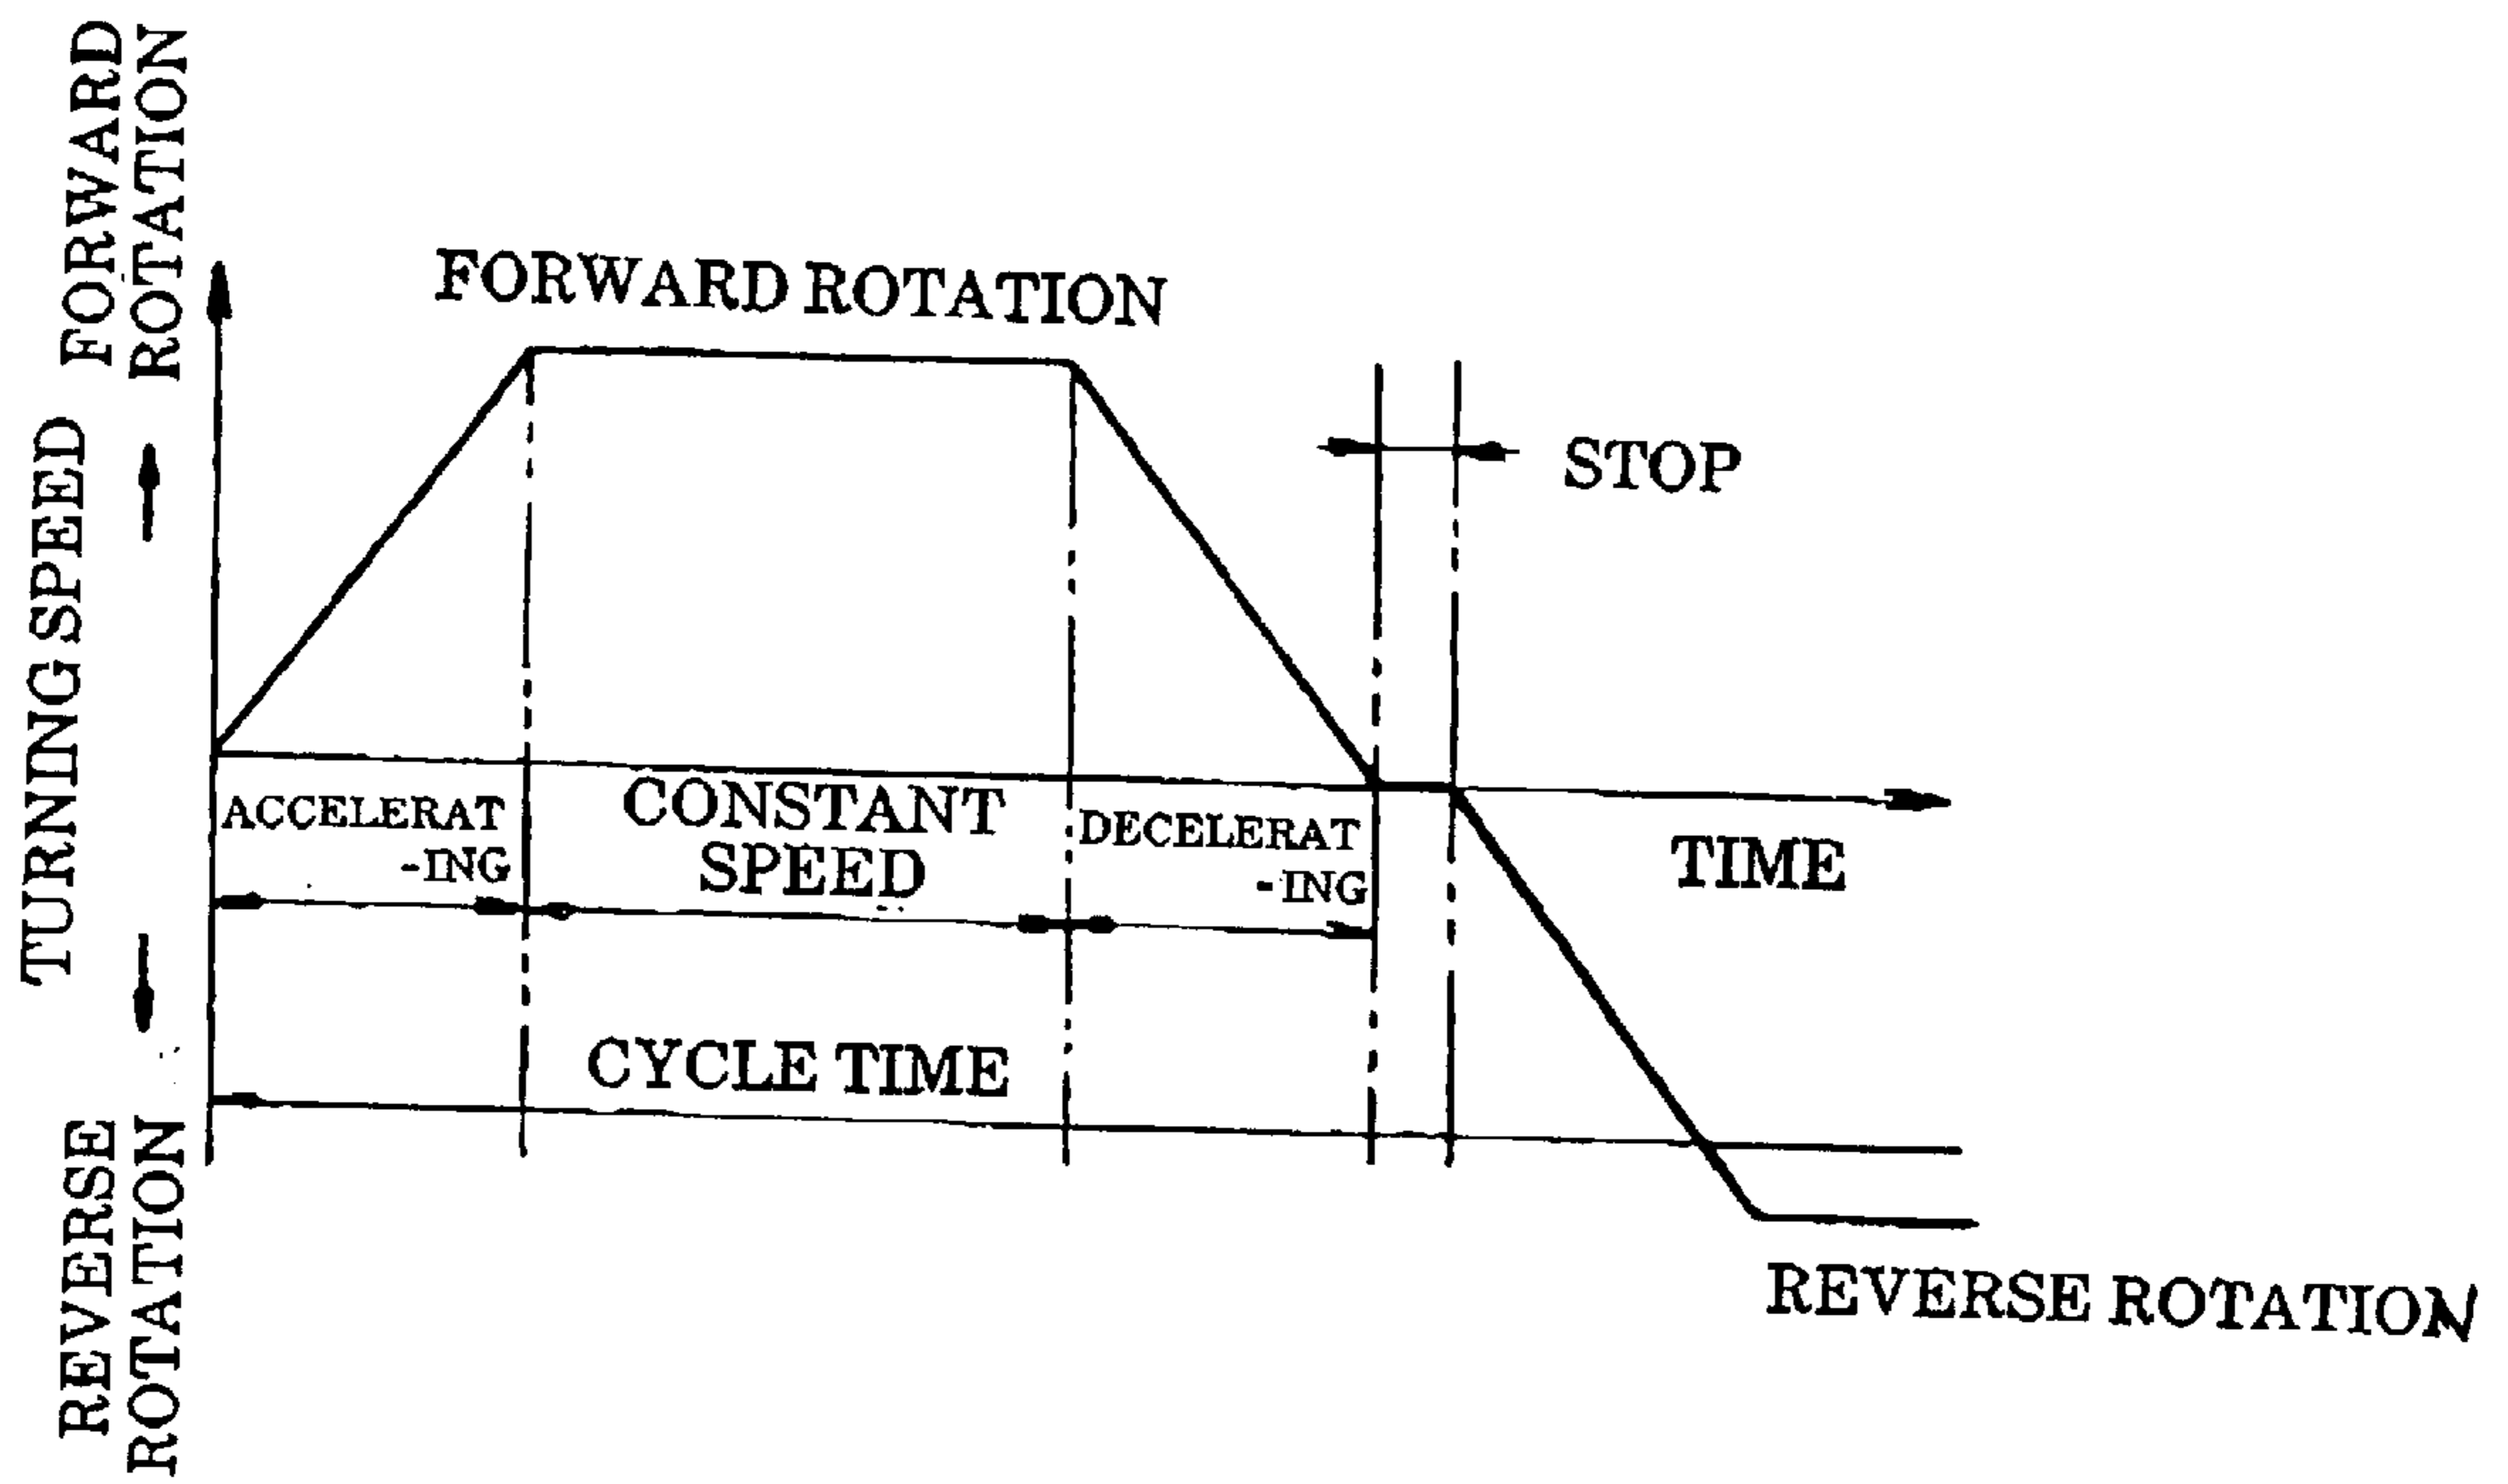 FORWARD
ROTATION
TURNING SPEED
REVERSE
ROTATION
FORWARD ROTATION
STOP
ACCELERAT
-ING
CONSTANT
SPEED
DECELERAT
-ING
TIME
CYCLE TIME
REVERSE ROTATION